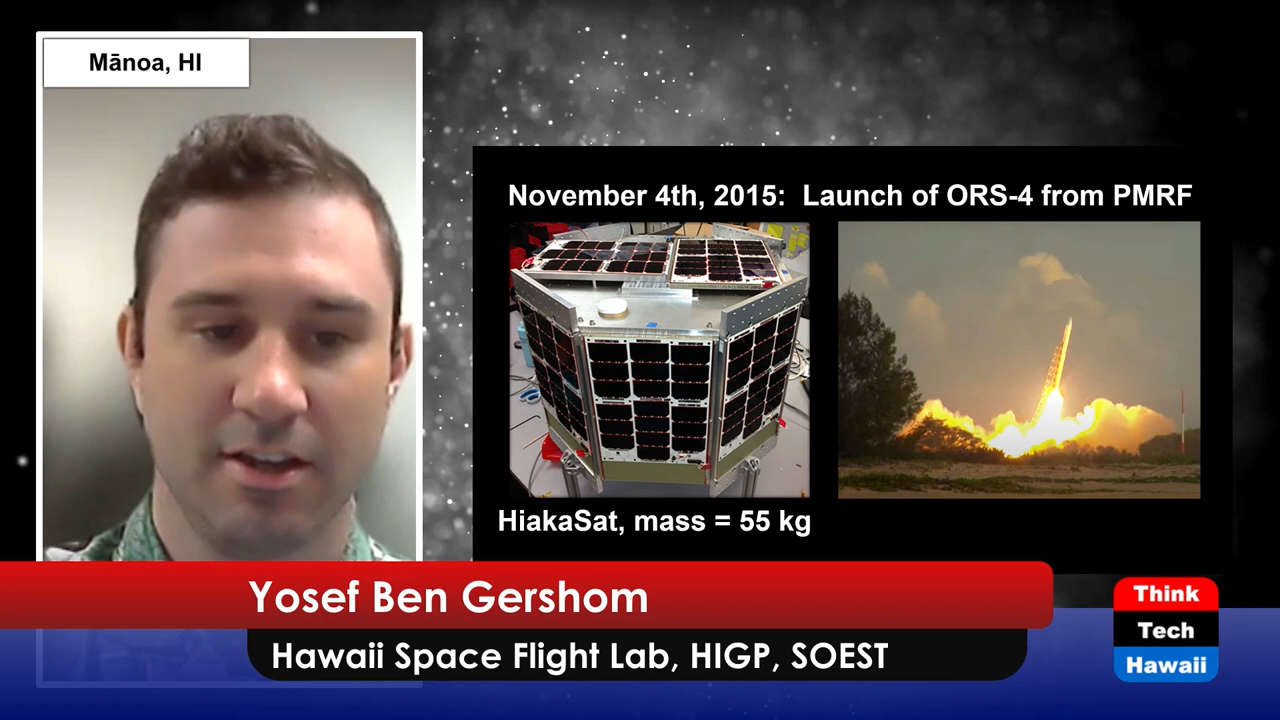 Mānoa, HI
November 4th, 2015: Launch of ORS-4 from PMRF
HiakaSat, mass = 55 kg
Yosef Ben Gershom
Hawaii Space Flight Lab, HIGP, SOEST
Think
Tech
Hawaii